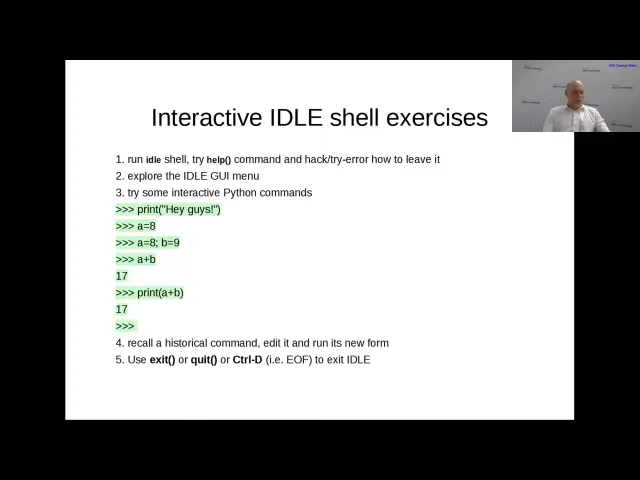 Interactive IDLE shell exercises
1. run idle shell, try help() command and hack/try-error how to leave it
2. explore the IDLE GUI menu
3. try some interactive Python commands
>>> print("Hey guys!")
>>> a=8
>>> a=8; b=9
>>> a+b
17
>>> print(a+b)
17
>>>
4. recall a historical command, edit it and run its new form
5. Use exit() or quit() or Ctrl-D (i.e. EOF) to exit IDLE